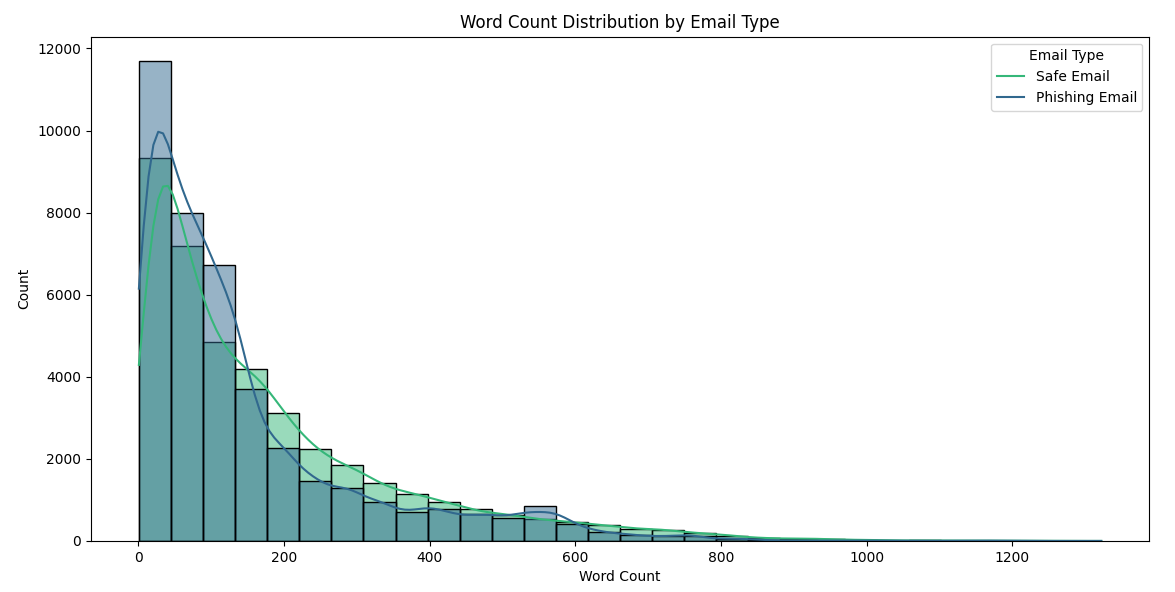 Word Count Distribution by Email Type
Email Type
Safe Email
Phishing Email
12000
10000
8000
6000
4000
2000
0
Count
0 200 400 600 800 1000 1200
Word Count